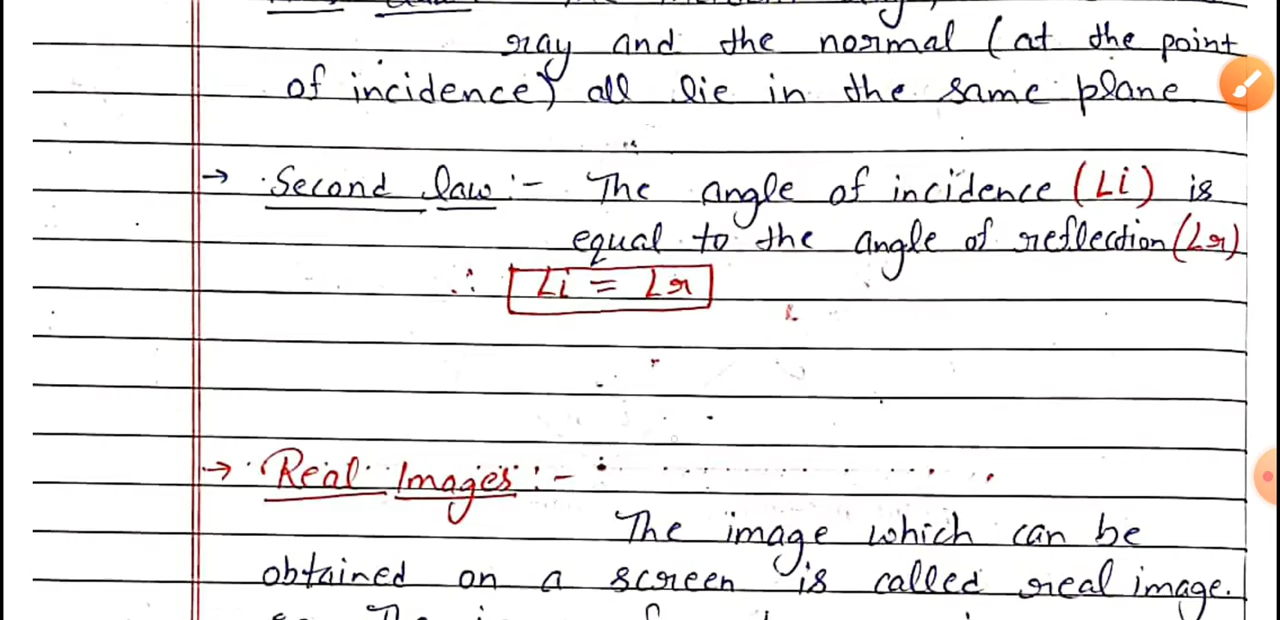 ray and the normal (at the point
of incidence) all lie in the same plane
→ Second law :- The angle of incidence (∠i) is
equal to the angle of reflection (∠r)
∴ ∠i = ∠r
→ Real Images :-
The image which can be
obtained on a screen is called real image.